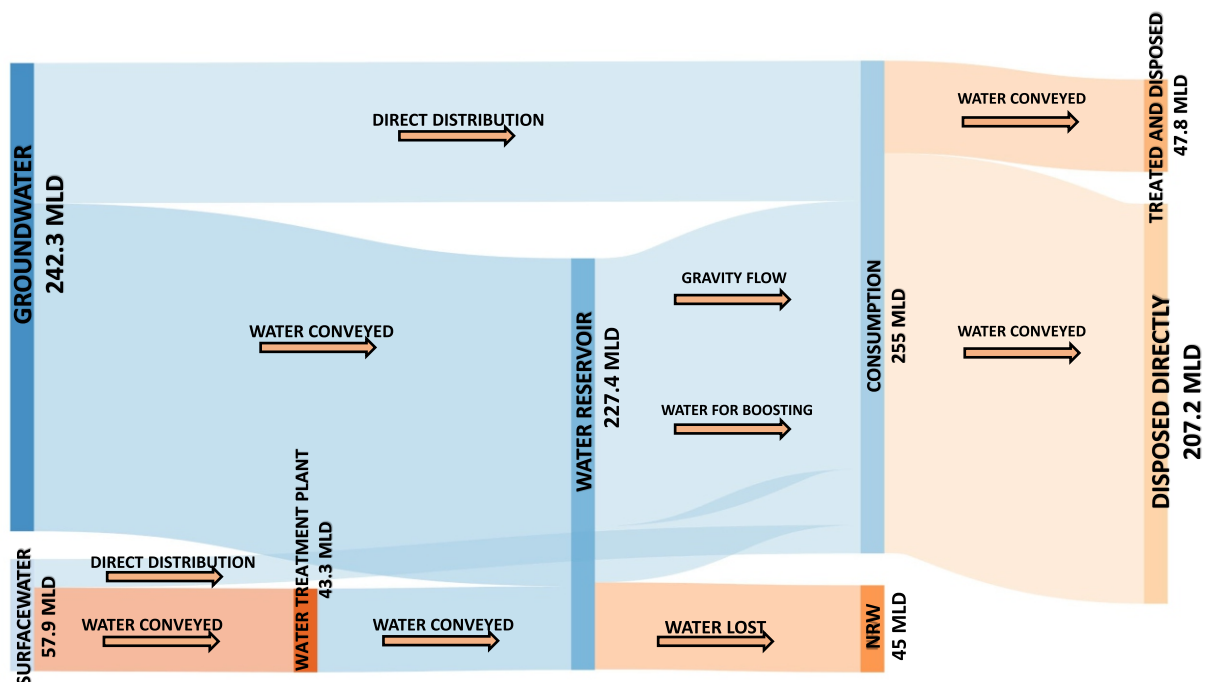 GROUNDWATER
242.3 MLD
DIRECT DISTRIBUTION
WATER CONVEYED
SURFACEWATER
57.9 MLD
DIRECT DISTRIBUTION
WATER CONVEYED
WATER TREATMENT PLANT
43.3 MLD
WATER CONVEYED
WATER RESERVOIR
227.4 MLD
GRAVITY FLOW
WATER FOR BOOSTING
WATER LOST
CONSUMPTION
255 MLD
NRW
45 MLD
WATER CONVEYED
WATER CONVEYED
TREATED AND DISPOSED
47.8 MLD
DISPOSED DIRECTLY
207.2 MLD